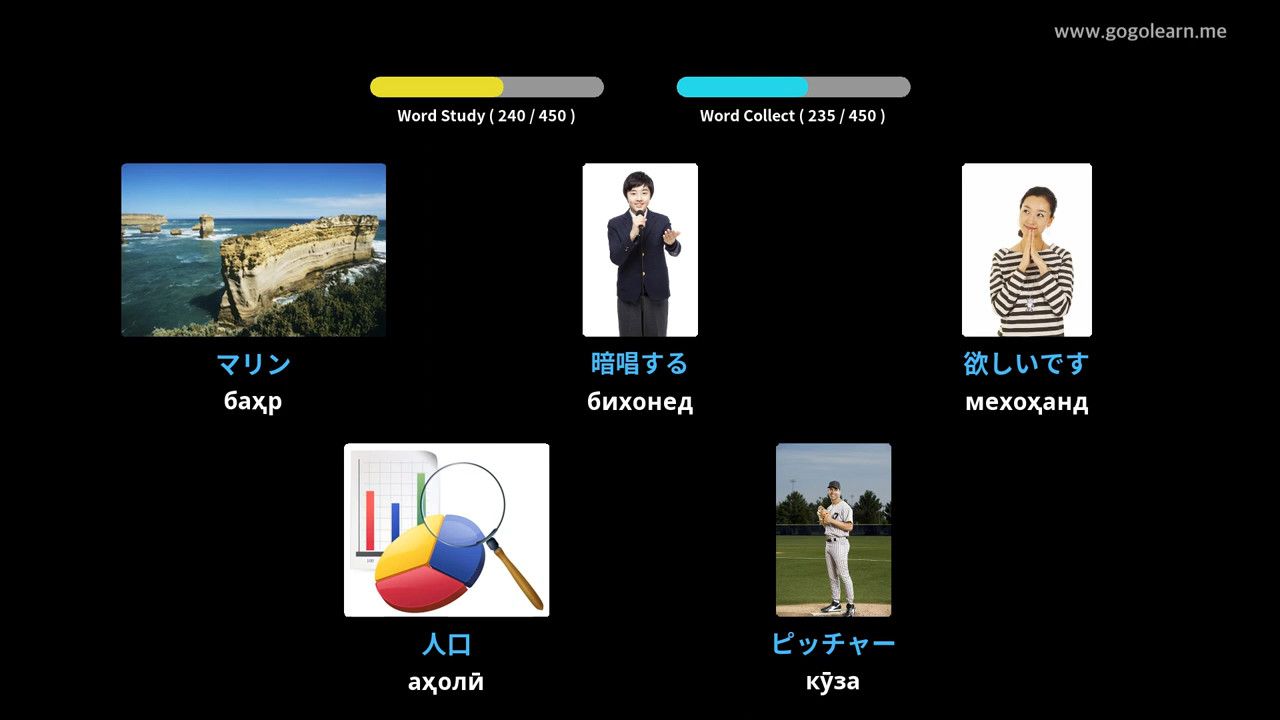 www.gogolearn.me
Word Study ( 240 / 450 )
Word Collect ( 235 / 450 )
マリン
баҳр
暗唱する
бихонед
欲しいです
мехоҳанд
人口
аҳолӣ
ピッチャー
кӯза